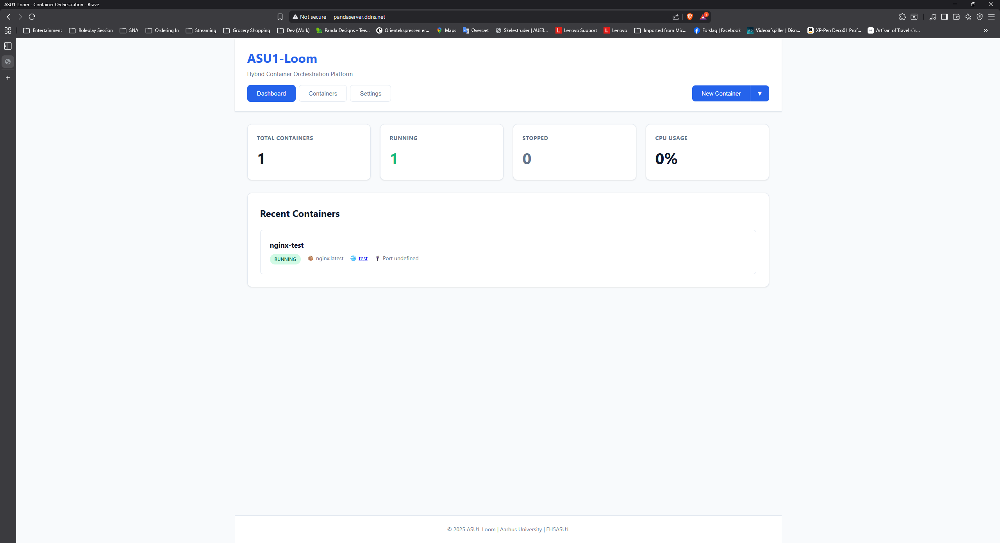 ASU1-Loom - Container Orchestration - Brave
Not secure pandaserver.ddns.net
1
Entertainment Roleplay Session SNA Ordering In Streaming Grocery Shopping Dev (Work) Panda Designs - Tee... Orientekspressen er... Maps Oversæt Skelestruder | AUE3... Lenovo Support Lenovo Imported from Mic... Forslag | Facebook Videoafspiller | Disn... XP-Pen Deco01 Prof... Artisan of Travel sin...
ASU1-Loom
Hybrid Container Orchestration Platform
Dashboard Containers Settings New Container ▼
TOTAL CONTAINERS RUNNING STOPPED CPU USAGE
1 1 0 0%
Recent Containers
nginx-test
RUNNING nginx:latest test Port undefined
© 2025 ASU1-Loom | Aarhus University | EH5ASU1